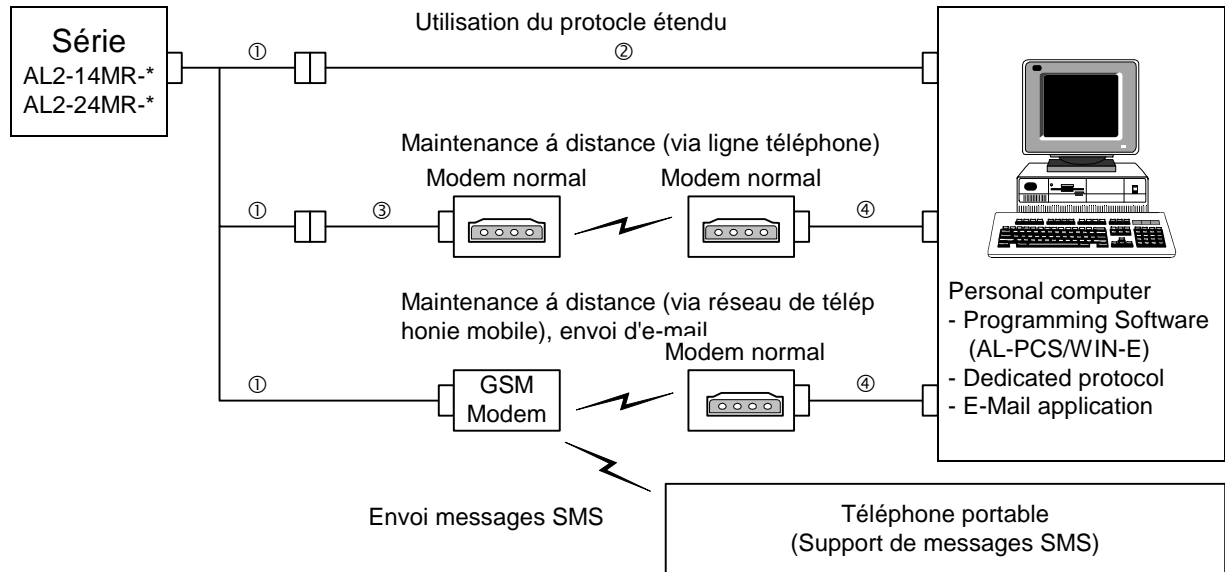 Utilisation du protocle étendu
Série
AL2-14MR-*
AL2-24MR-*
① ②
Maintenance á distance (via ligne téléphone)
Modem normal Modem normal
① ③ ④
Maintenance á distance (via réseau de télép
honie mobile), envoi d'e-mail
Modem normal
① GSM ④
Modem
Personal computer
- Programming Software
(AL-PCS/WIN-E)
- Dedicated protocol
- E-Mail application
Envoi messages SMS
Téléphone portable
(Support de messages SMS)